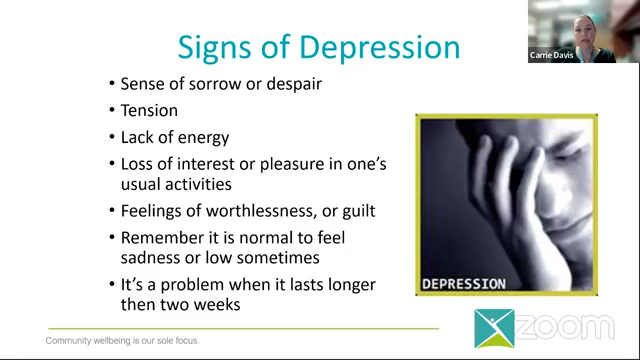 Signs of Depression
Carrie Davis
• Sense of sorrow or despair
• Tension
• Lack of energy
• Loss of interest or pleasure in one's
usual activities
• Feelings of worthlessness, or guilt
• Remember it is normal to feel
sadness or low sometimes
• It's a problem when it lasts longer
then two weeks
DEPRESSION
Community wellbeing is our sole focus.
zoom